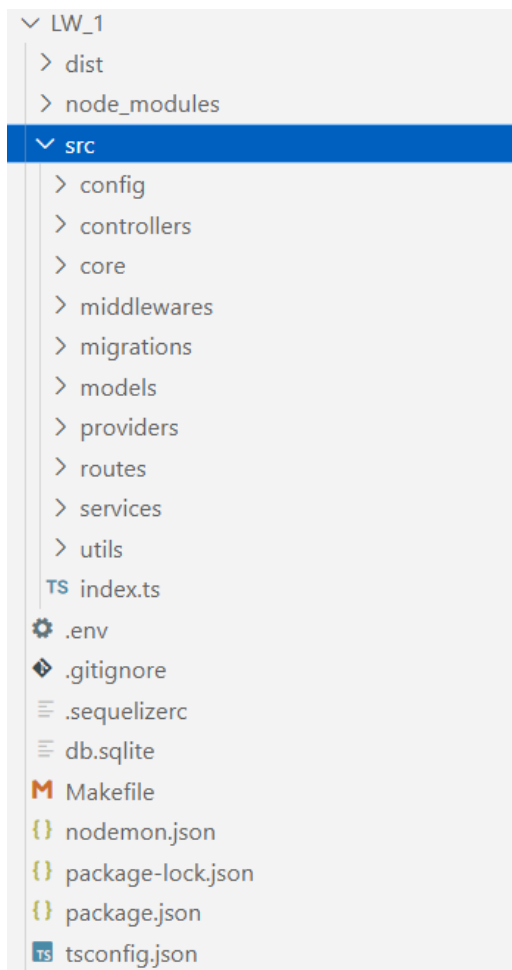 LW_1
dist
node_modules
src
config
controllers
core
middlewares
migrations
models
providers
routes
services
utils
TS index.ts
.env
.gitignore
.sequelizerc
db.sqlite
M Makefile
{} nodemon.json
{} package-lock.json
{} package.json
TS tsconfig.json